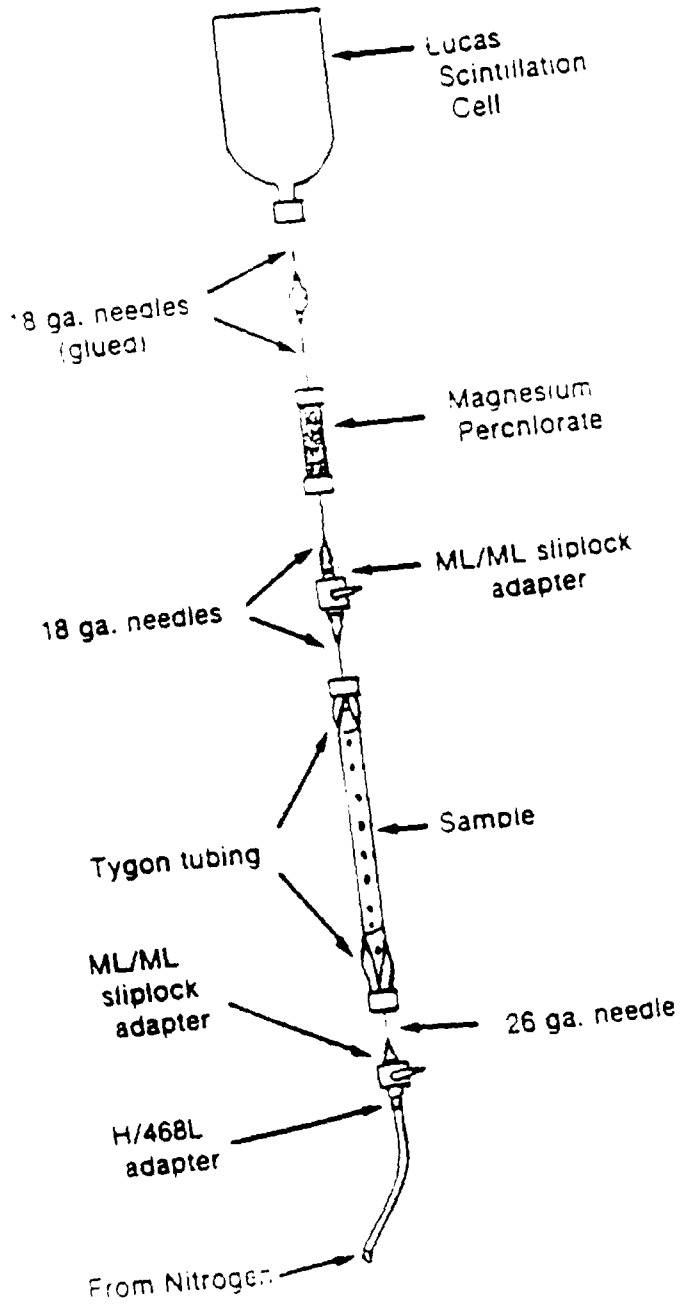 Lucas
Scintillation
Cell
18 ga. needles
(glued)
Magnesium
Perchlorate
ML/ML sliplock
adapter
18 ga. needles
Tygon tubing
Sample
ML/ML
sliplock
adapter
26 ga. needle
H/468L
adapter
From Nitrogen